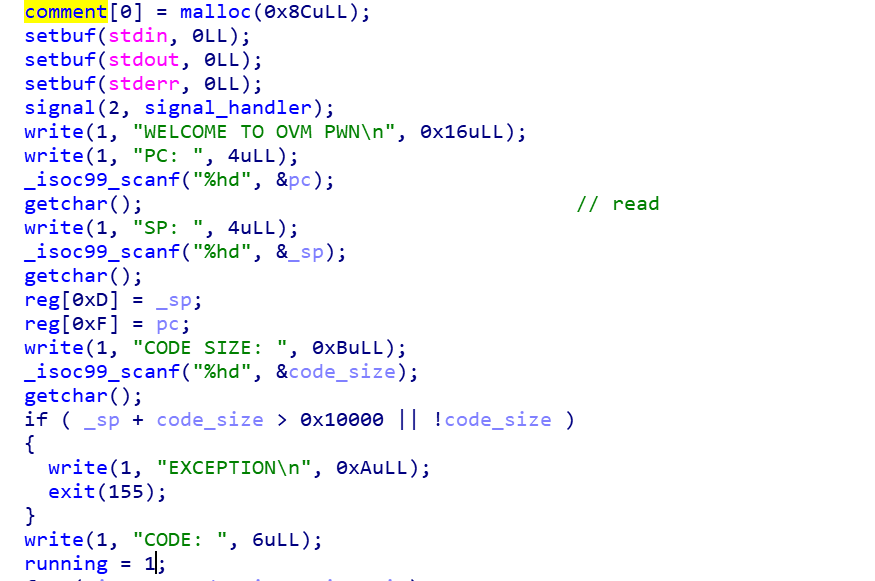 comment[0] = malloc(0x8CuLL);
setbuf(stdin, 0LL);
setbuf(stdout, 0LL);
setbuf(stderr, 0LL);
signal(2, signal_handler);
write(1, "WELCOME TO OVM PWN\n", 0x16uLL);
write(1, "PC: ", 4uLL);
_isoc99_scanf("%hd", &pc);
getchar(); // read
write(1, "SP: ", 4uLL);
_isoc99_scanf("%hd", &_sp);
getchar();
reg[0xD] = _sp;
reg[0xF] = pc;
write(1, "CODE SIZE: ", 0xBuLL);
_isoc99_scanf("%hd", &code_size);
getchar();
if ( _sp + code_size > 0x10000 || !code_size )
{
  write(1, "EXCEPTION\n", 0xAuLL);
  exit(155);
}
write(1, "CODE: ", 6uLL);
running = 1;